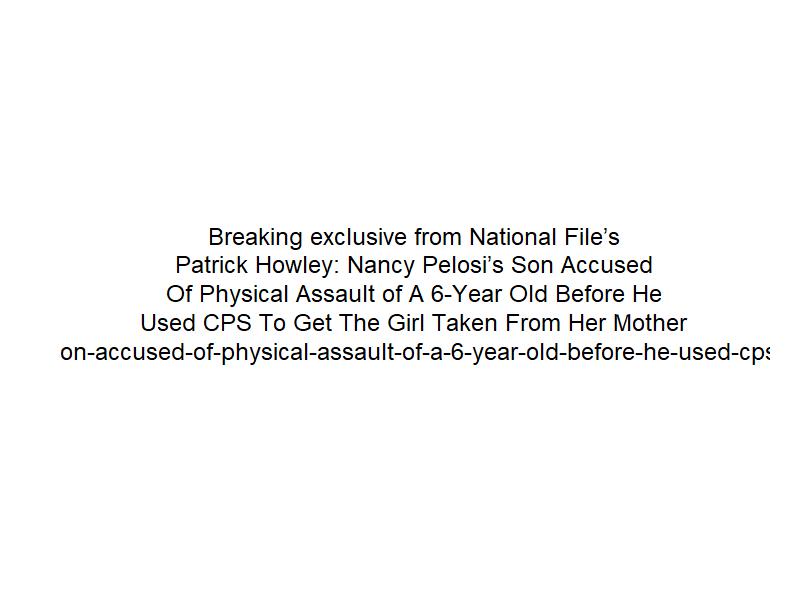 Breaking exclusive from National File’s
Patrick Howley: Nancy Pelosi’s Son Accused
Of Physical Assault of A 6-Year Old Before He
Used CPS To Get The Girl Taken From Her Mother
on-accused-of-physical-assault-of-a-6-year-old-before-he-used-cps